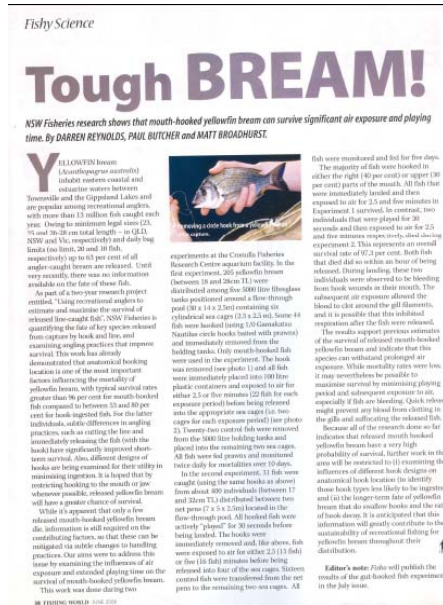 Fishy Science
Tough BREAM!
NSW Fisheries research shows that mouth-hooked yellowfin bream can survive significant air exposure and playing
time. By DARREN REYNOLDS, PAUL BUTCHER and MATT BROADHURST.
YELLOWFIN bream
(Acanthopagrus australis)
inhabit eastern coastal and
estuarine waters between
Townsville and the Gippsland Lakes and
are popular among recreational anglers,
with more than 13 million fish caught each
year. Owing to minimum legal sizes (23,
25 and 26-28 cm total length – in QLD,
NSW and Vic, respectively) and daily bag
limits (no limit, 20 and 10 fish,
respectively) up to 63 per cent of all
angler-caught bream are released. Until
very recently, there was no information
available on the fate of these fish.
As part of a two-year research project
entitled, "Using recreational anglers to
estimate and maximise the survival of
released line-caught fish", NSW Fisheries is
quantifying the fate of key species released
from capture by hook and line, and
examining angling practices that improve
survival. This work has already
demonstrated that anatomical hooking
location is one of the most important
factors influencing the mortality of
yellowfin bream, with typical survival rates
greater than 96 per cent for mouth-hooked
fish compared to between 53 and 80 per
cent for hook-ingested fish. For the latter
individuals, subtle differences in angling
practices, such as cutting the line and
immediately releasing the fish (with the
hook) have significantly improved short-
term survival. Also, different designs of
hooks are being examined for their utility in
minimising ingestion. It is hoped that by
restricting hooking to the mouth or jaw
whenever possible, released yellowfin bream
will have a greater chance of survival.
While it's apparent that only a few
released mouth-hooked yellowfin bream
die, information is still required on the
contributing factors, so that these can be
mitigated via subtle changes to handling
practices. Our aims were to address this
issue by examining the influences of air
exposure and extended playing time on the
survival of mouth-hooked yellowfin bream.
This work was done during two
removing a circle hook from a
capture.
experiments at the Cronulla Fisheries
Research Centre aquarium facility. In the
first experiment, 205 yellowfin bream
(between 18 and 28cm TL) were
distributed among five 5000 litre fibreglass
tanks positioned around a flow-through
pool (30 x 14 x 2.5m) containing six
cylindrical sea cages (2.3 x 2.5 m). Some 44
fish were hooked (using 1/0 Gamakatsu
Nautilus circle hooks baited with prawns)
and immediately removed from the
holding tanks. Only mouth-hooked fish
were used in the experiment. The hook
was removed (see photo 1) and all fish
were immediately placed into 100 litre
plastic containers and exposed to air for
either 2.5 or five minutes (22 fish for each
exposure period) before being released
into the appropriate sea cages (i.e. two
cages for each exposure period) (see photo
2). Twenty-two control fish were removed
from the 5000 litre holding tanks and
placed into the remaining two sea cages.
All fish were fed prawns and monitored
twice daily for mortalities over 10 days.
In the second experiment, 31 fish were
caught (using the same hooks as above)
from about 400 individuals (between 17
and 32cm TL) distributed between two
net pens (7 x 5 x 2.5m) located in the
flow-through pool. All hooked fish were
actively "played" for 30 seconds before
being landed. The hooks were
immediately removed and, like above, fish
were exposed to air for either 2.5 (15 fish)
or five (16 fish) minutes before being
released into four of the sea cages. Sixteen
control fish were transferred from the net
pens to the remaining two sea cages. All
fish were monitored and fed for five days.
The majority of fish were hooked in
either the right (40 per cent) or upper (30
per cent) parts of the mouth. All fish that
were immediately landed and then
exposed to air for 2.5 and five minutes in
Experiment 1 survived. In contrast, two
individuals that were played for 30
seconds and then exposed to air for 2.5
and five minutes respectively, died during
experiment 2. This represents an overall
survival rate of 97.3 per cent. Both fish
that died did so within an hour of being
released. During landing, these two
individuals were observed to be bleeding
from hook wounds in their mouth. The
subsequent air exposure allowed the
blood to clot around the gill filaments,
and it is possible that this inhibited
respiration after the fish were released.
The results support previous estimates
of the survival of released mouth-hooked
yellowfin bream and indicate that this
species can withstand prolonged air
exposure. While mortality rates were low,
it may nevertheless be possible to
maximise survival by minimising playing
period and subsequent exposure to air,
especially if fish are bleeding. Quick release
might prevent any blood from clotting in
the gills and suffocating the released fish.
Because all of the research done so far
indicates that released mouth hooked
yellowfin bream have a very high
probability of survival, further work in the
area will be restricted to (i) examining the
influences of different hook designs on
anatomical hook location to identify
those hook types less likely to be ingested
and (ii) the longer-term fate of yellowfin
bream that do swallow hooks and the rate
of hook decay. It is anticipated that this
information will greatly contribute to the
sustainability of recreational fishing for
yellowfin bream throughout their
distribution.
Editor's note: Fisho will publish the
results of the gut-hooked fish experiment
in the July issue.
38 FISHING WORLD JUNE 2008